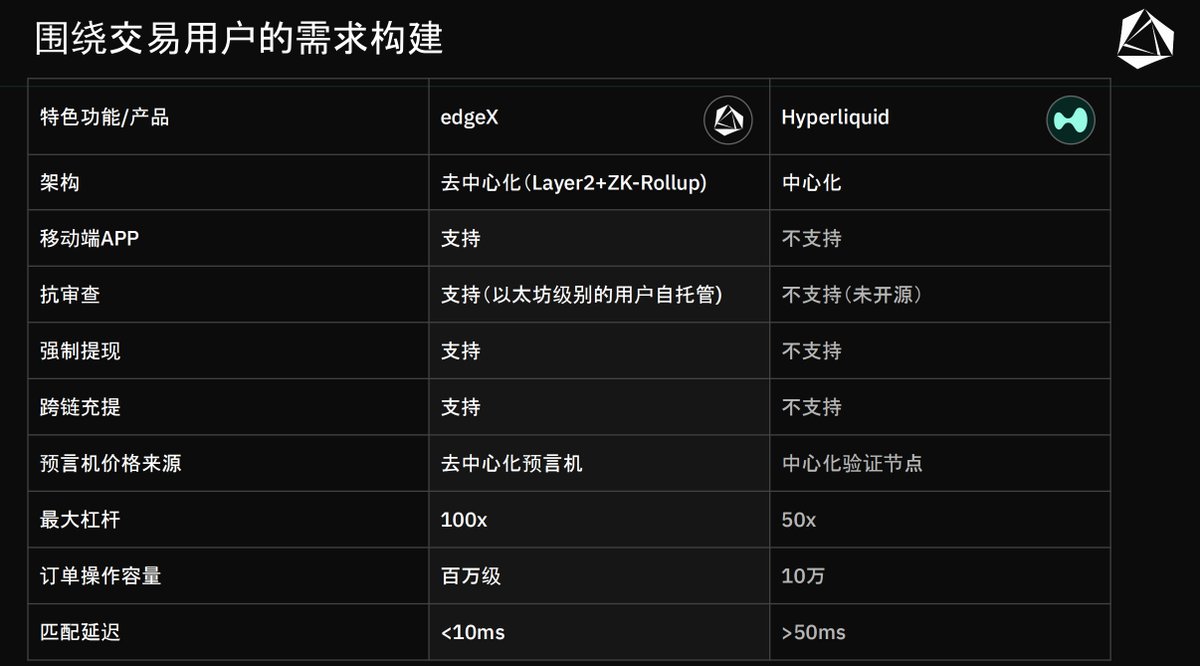 围绕交易用户的需求构建
特色功能/产品 edgeX Hyperliquid
架构 去中心化(Layer2+ZK-Rollup) 中心化
移动端APP 支持 不支持
抗审查 支持(以太坊级别的用户自托管) 不支持(未开源)
强制提现 支持 不支持
跨链充提 支持 不支持
预言机价格来源 去中心化预言机 中心化验证节点
最大杠杆 100x 50x
订单操作容量 百万级 10万
匹配延迟 <10ms >50ms